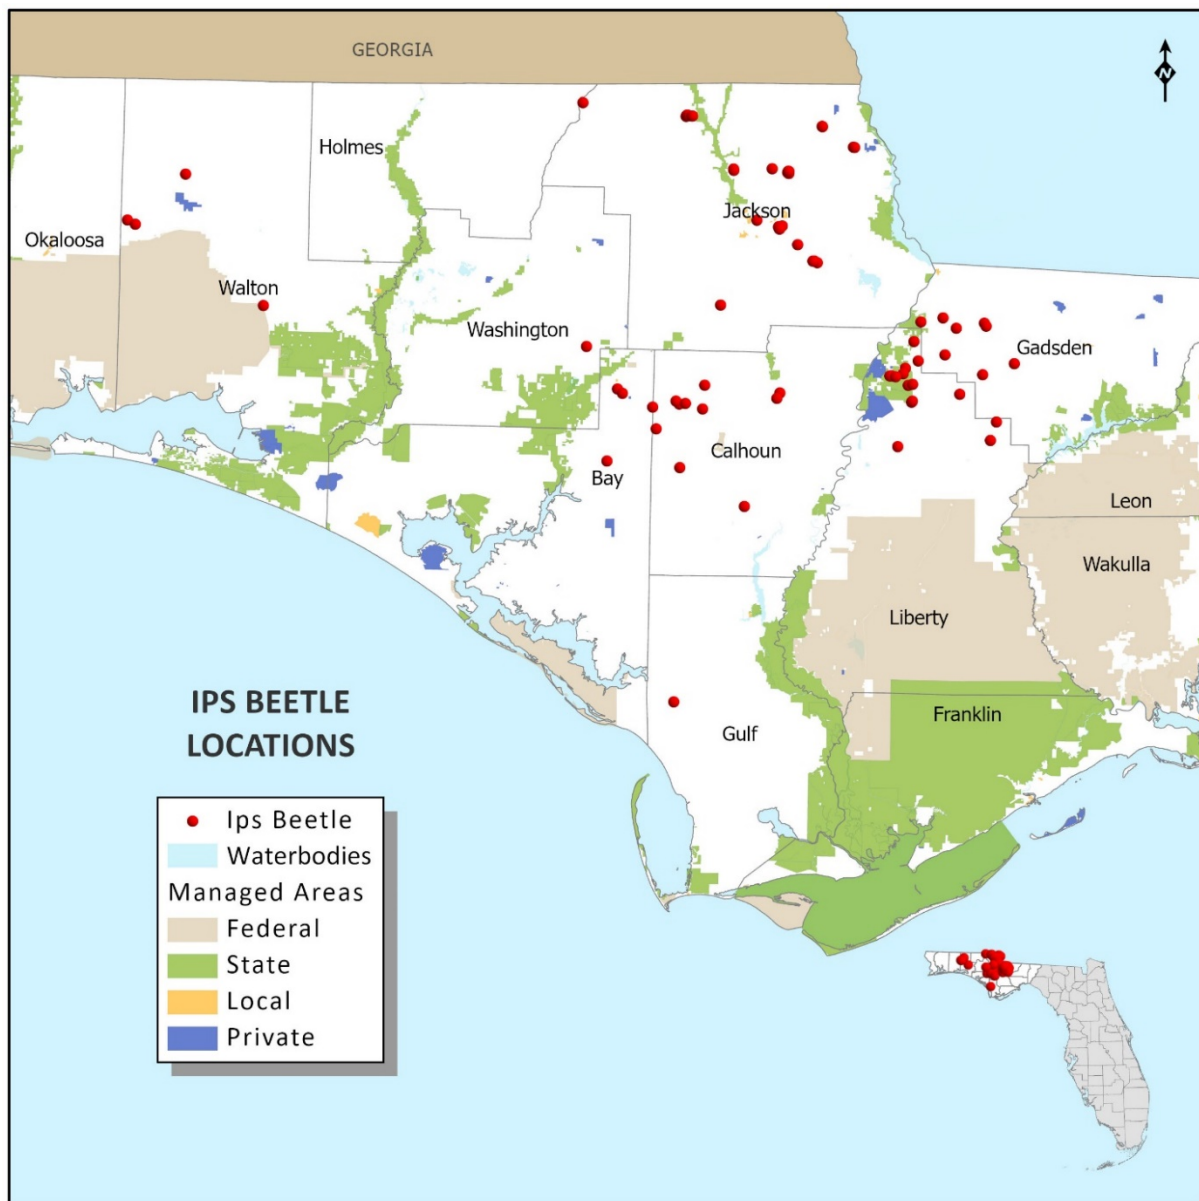 GEORGIA
N
Holmes
Jackson
Okaloosa
Walton
Washington
Gadsden
Calhoun
Bay
Leon
Wakulla
Liberty
Franklin
Gulf
IPS BEETLE
LOCATIONS
Ips Beetle
Waterbodies
Managed Areas
Federal
State
Local
Private